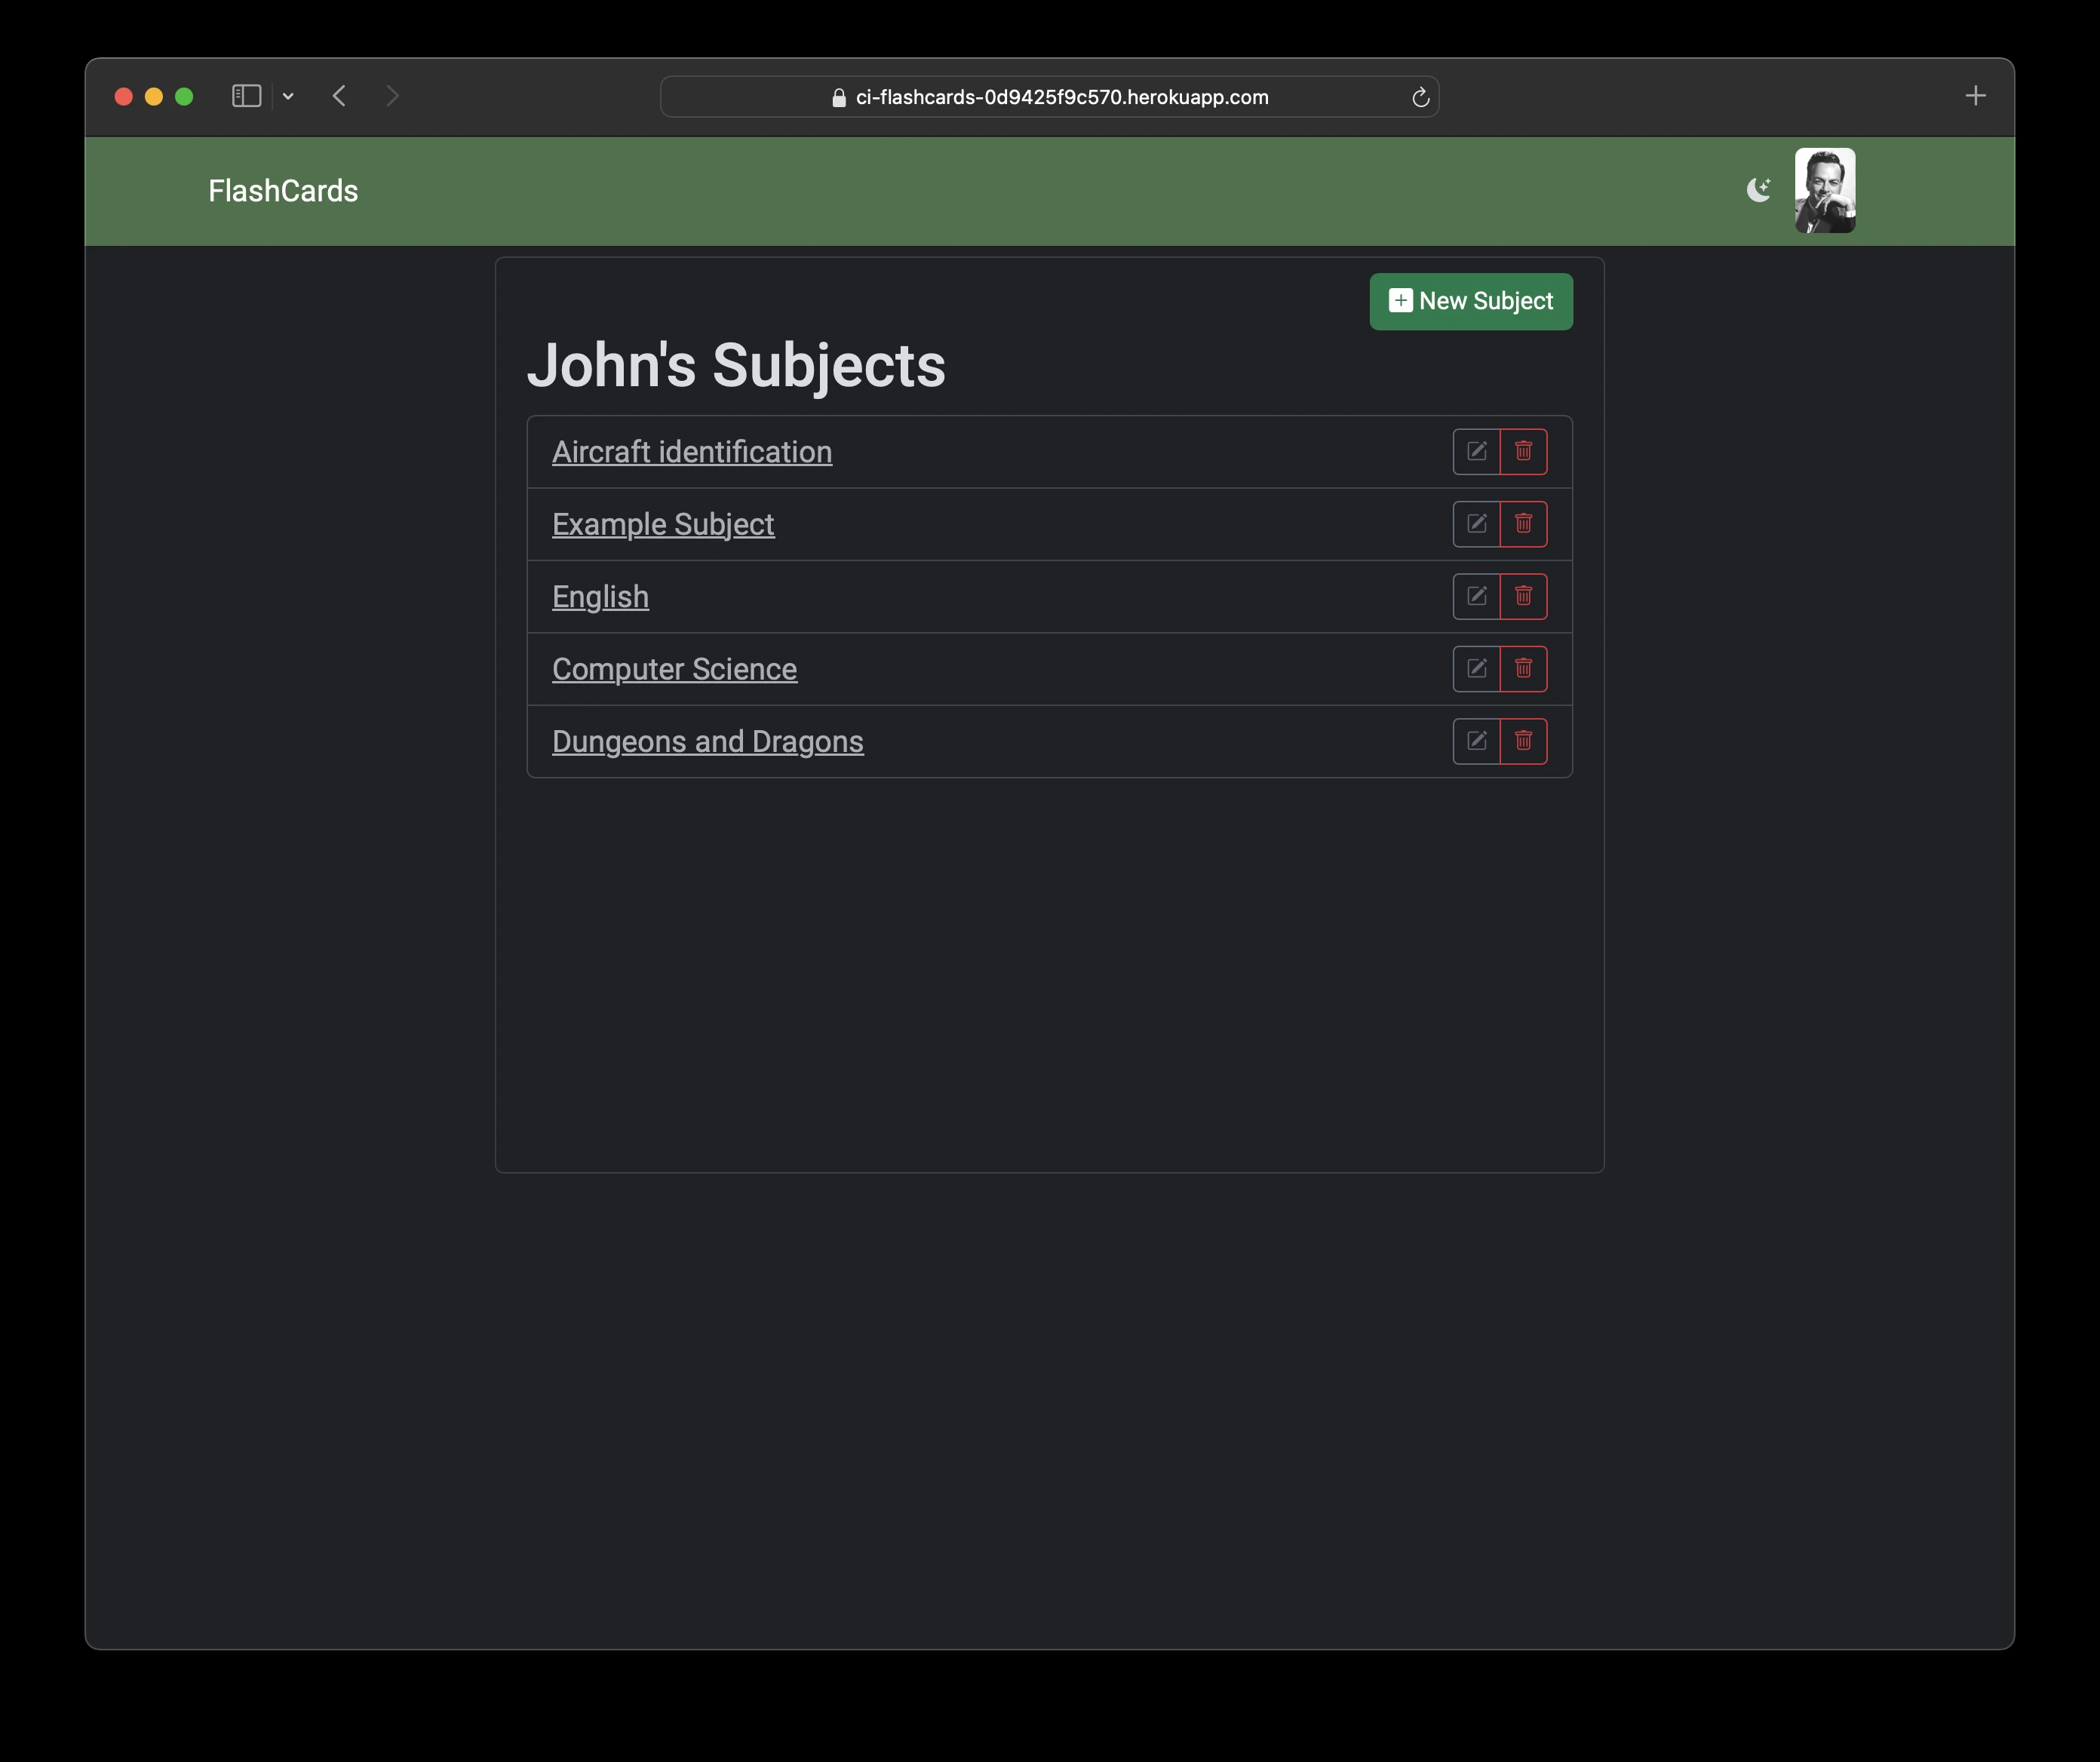 ci-flashcards-0d9425f9c570.herokuapp.com
FlashCards
New Subject
John's Subjects
Aircraft identification
Example Subject
English
Computer Science
Dungeons and Dragons